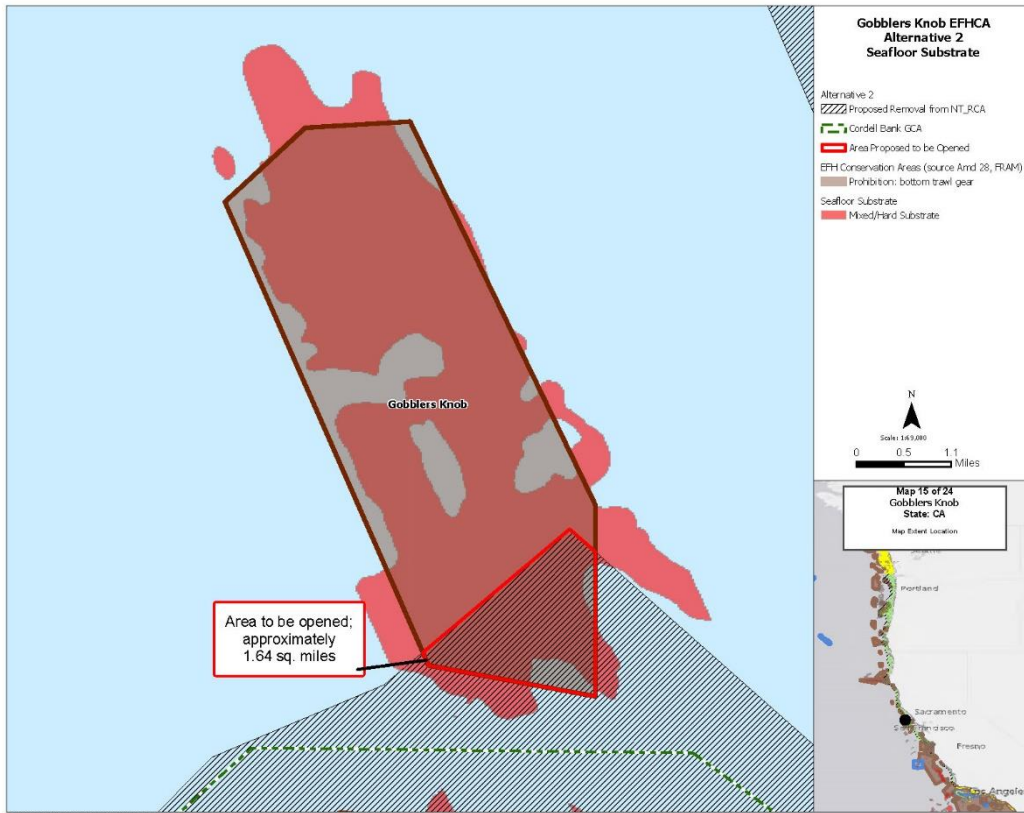 Gobblers Knob EFHCA
Alternative 2
Seafloor Substrate
Alternative 2
Proposed Removal from NT_RCA
Cordell Bank GCA
Area Proposed to be Opened
EFH Conservation Areas (source Amd 28, FRAM)
Prohibition: bottom trawl gear
Seafloor Substrate
Mixed/Hard Substrate
Gobblers Knob
Area to be opened;
approximately
1.64 sq. miles
N
0 0.5 1.1
Miles
Map 15 of 24
Gobblers Knob
State: CA
Map Extent Location
Portland
Sacramento
Fresno